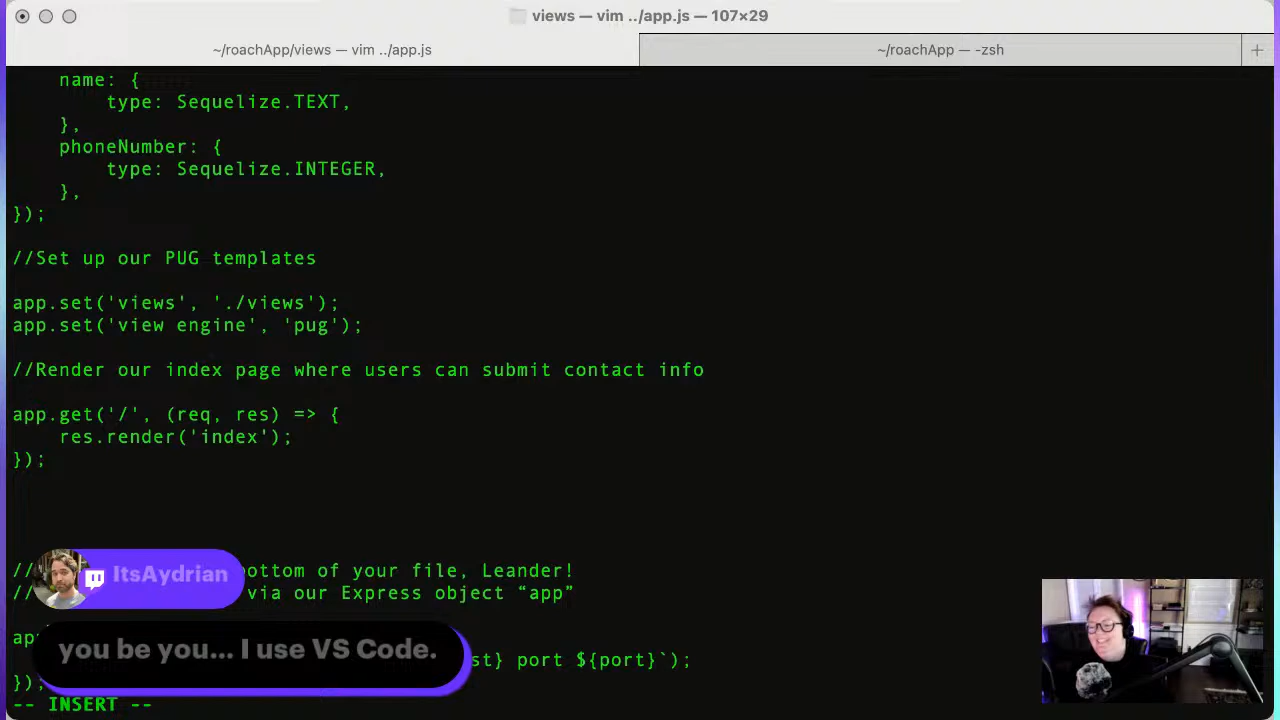 views — vim ../app.js — 107×29
~/roachApp/views — vim ../app.js
~/roachApp — -zsh
name: {
type: Sequelize.TEXT,
},
phoneNumber: {
type: Sequelize.INTEGER,
},
});
//Set up our PUG templates
app.set('views', './views');
app.set('view engine', 'pug');
//Render our index page where users can submit contact info
app.get('/', (req, res) => {
res.render('index');
});
// bottom of your file, Leander!
// via our Express object “app”
ItsAydrian
you be you... I use VS Code.
port ${port}`);
});
-- INSERT --